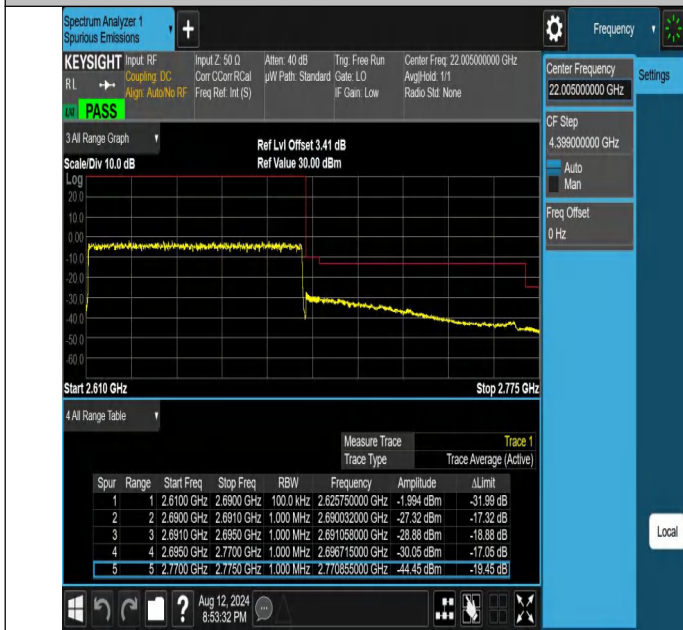 Spectrum Analyzer 1
Spurious Emissions
Frequency
KEYSIGHT
RL
PASS
Input: RF
Coupling: DC
Align: Auto/No RF
Input Z: 50 Ω
Corr CCorr RCal
Freq Ref: Int (S)
Atten: 40 dB
µW Path: Standard
Trig: Free Run
Gate: LO
IF Gain: Low
Center Freq: 22.005000000 GHz
Avg|Hold: 1/1
Radio Std: None
Center Frequency
22.005000000 GHz
Settings
CF Step
4.399000000 GHz
Auto
Man
Freq Offset
0 Hz
3 All Range Graph
Ref Lvl Offset 3.41 dB
Scale/Div 10.0 dB
Ref Value 30.00 dBm
Log
20.0
10.0
0.00
-10.0
-20.0
-30.0
-40.0
-50.0
-60.0
Start 2.610 GHz
Stop 2.775 GHz
4 All Range Table
Measure Trace Trace 1
Trace Type Trace Average (Active)
Spur Range Start Freq Stop Freq RBW Frequency Amplitude ΔLimit
1 1 2.6100 GHz 2.6900 GHz 100.0 kHz 2.625750000 GHz -1.994 dBm -31.99 dB
2 2 2.6900 GHz 2.6910 GHz 1.000 MHz 2.690032000 GHz -27.32 dBm -17.32 dB
3 3 2.6910 GHz 2.6950 GHz 1.000 MHz 2.691058000 GHz -28.88 dBm -18.88 dB
4 4 2.6950 GHz 2.7700 GHz 1.000 MHz 2.696715000 GHz -30.05 dBm -17.05 dB
5 5 2.7700 GHz 2.7750 GHz 1.000 MHz 2.770855000 GHz -44.45 dBm -19.45 dB
Local
Aug 12, 2024
8:53:32 PM